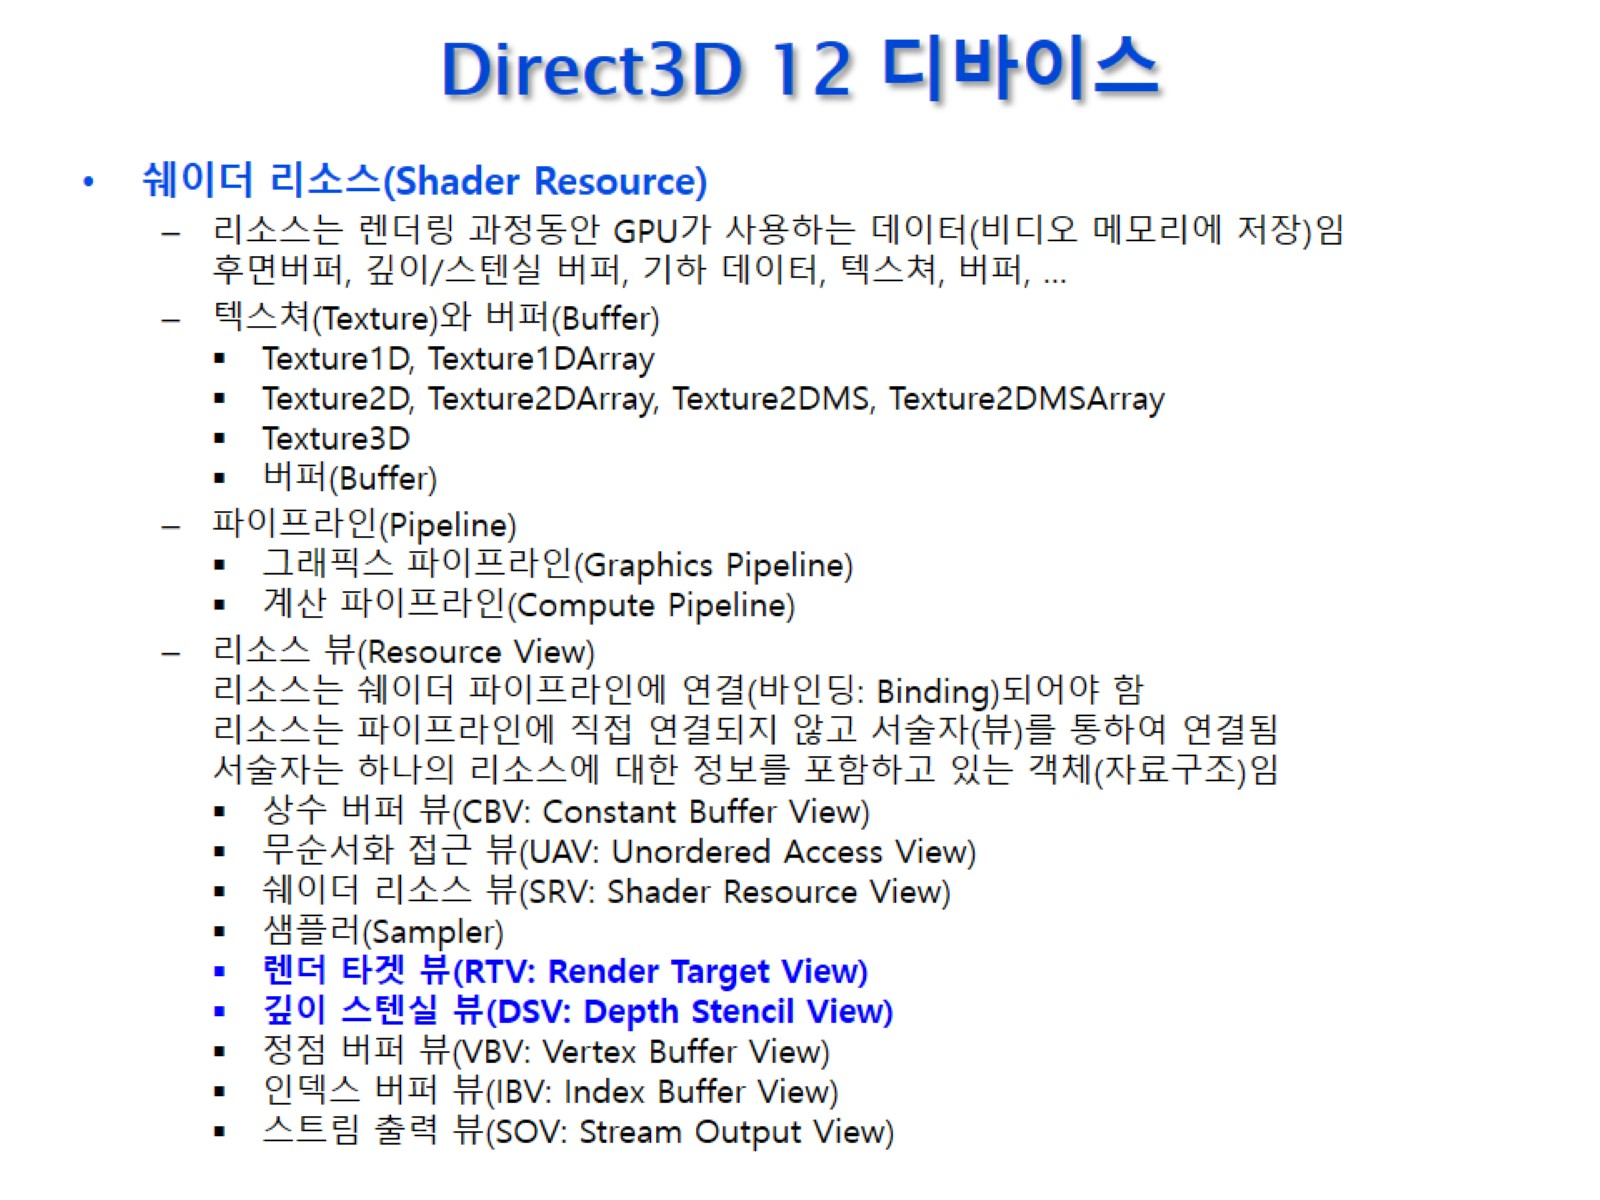 Direct3D 12 디바이스
• 쉐이더 리소스(Shader Resource)
– 리소스는 렌더링 과정동안 GPU가 사용하는 데이터(비디오 메모리에 저장)임
후면버퍼, 깊이/스텐실 버퍼, 기하 데이터, 텍스쳐, 버퍼, ...
– 텍스쳐(Texture)와 버퍼(Buffer)
▪ Texture1D, Texture1DArray
▪ Texture2D, Texture2DArray, Texture2DMS, Texture2DMSArray
▪ Texture3D
▪ 버퍼(Buffer)
– 파이프라인(Pipeline)
▪ 그래픽스 파이프라인(Graphics Pipeline)
▪ 계산 파이프라인(Compute Pipeline)
– 리소스 뷰(Resource View)
리소스는 쉐이더 파이프라인에 연결(바인딩: Binding)되어야 함
리소스는 파이프라인에 직접 연결되지 않고 서술자(뷰)를 통하여 연결됨
서술자는 하나의 리소스에 대한 정보를 포함하고 있는 객체(자료구조)임
▪ 상수 버퍼 뷰(CBV: Constant Buffer View)
▪ 무순서화 접근 뷰(UAV: Unordered Access View)
▪ 쉐이더 리소스 뷰(SRV: Shader Resource View)
▪ 샘플러(Sampler)
▪ 렌더 타겟 뷰(RTV: Render Target View)
▪ 깊이 스텐실 뷰(DSV: Depth Stencil View)
▪ 정점 버퍼 뷰(VBV: Vertex Buffer View)
▪ 인덱스 버퍼 뷰(IBV: Index Buffer View)
▪ 스트림 출력 뷰(SOV: Stream Output View)